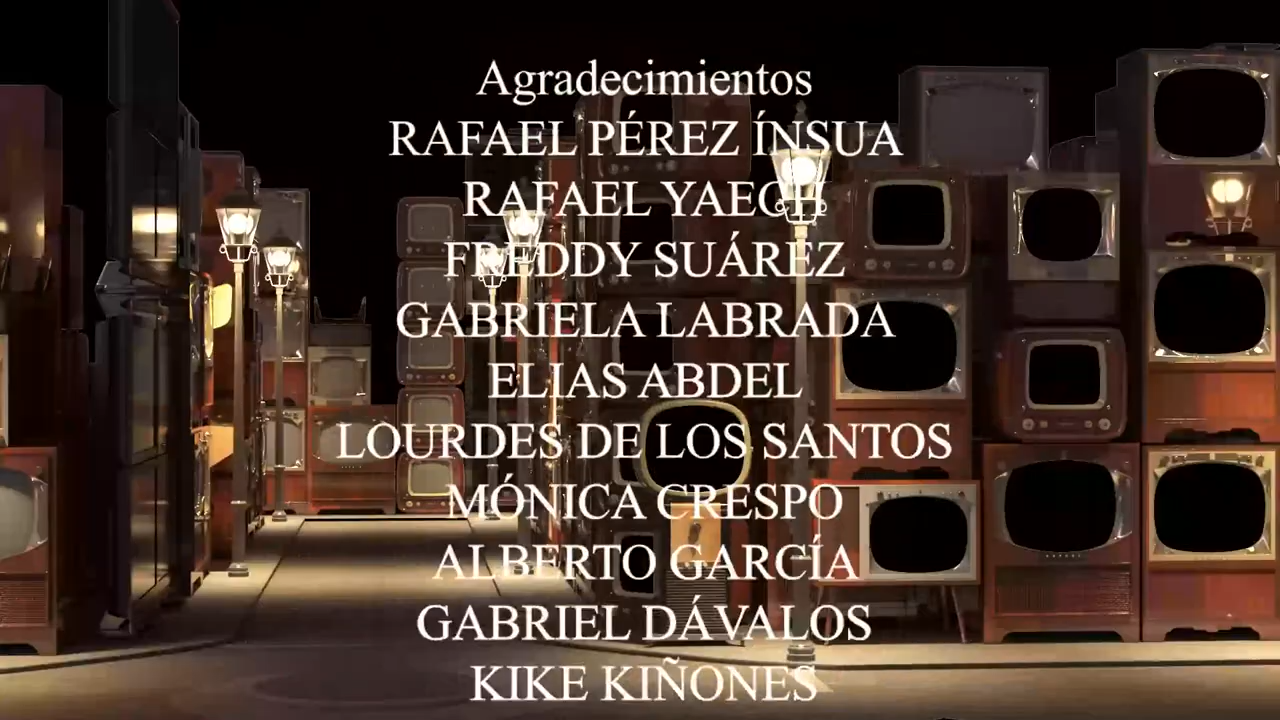 Agradecimientos
RAFAEL PÉREZ ÍNSUA
RAFAEL YAECH
FREDDY SUÁREZ
GABRIELA LABRADA
ELIAS ABDEL
LOURDES DE LOS SANTOS
MÓNICA CRESPO
ALBERTO GARCÍA
GABRIEL DÁVALOS
KIKE KIÑONES